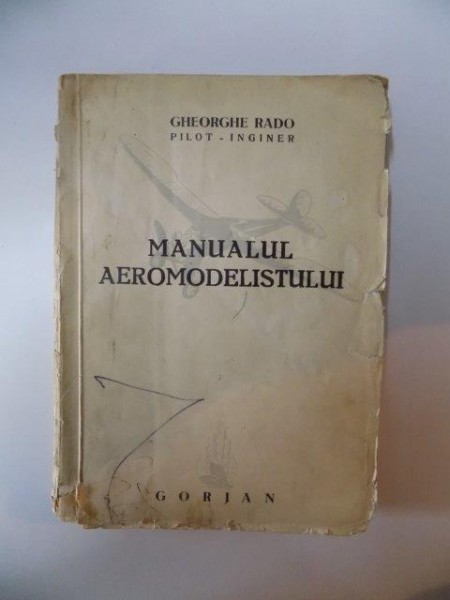 GHEORGHE RADO
PILOT - INGINER
MANUALUL
AEROMODELISTULUI
GORJAN